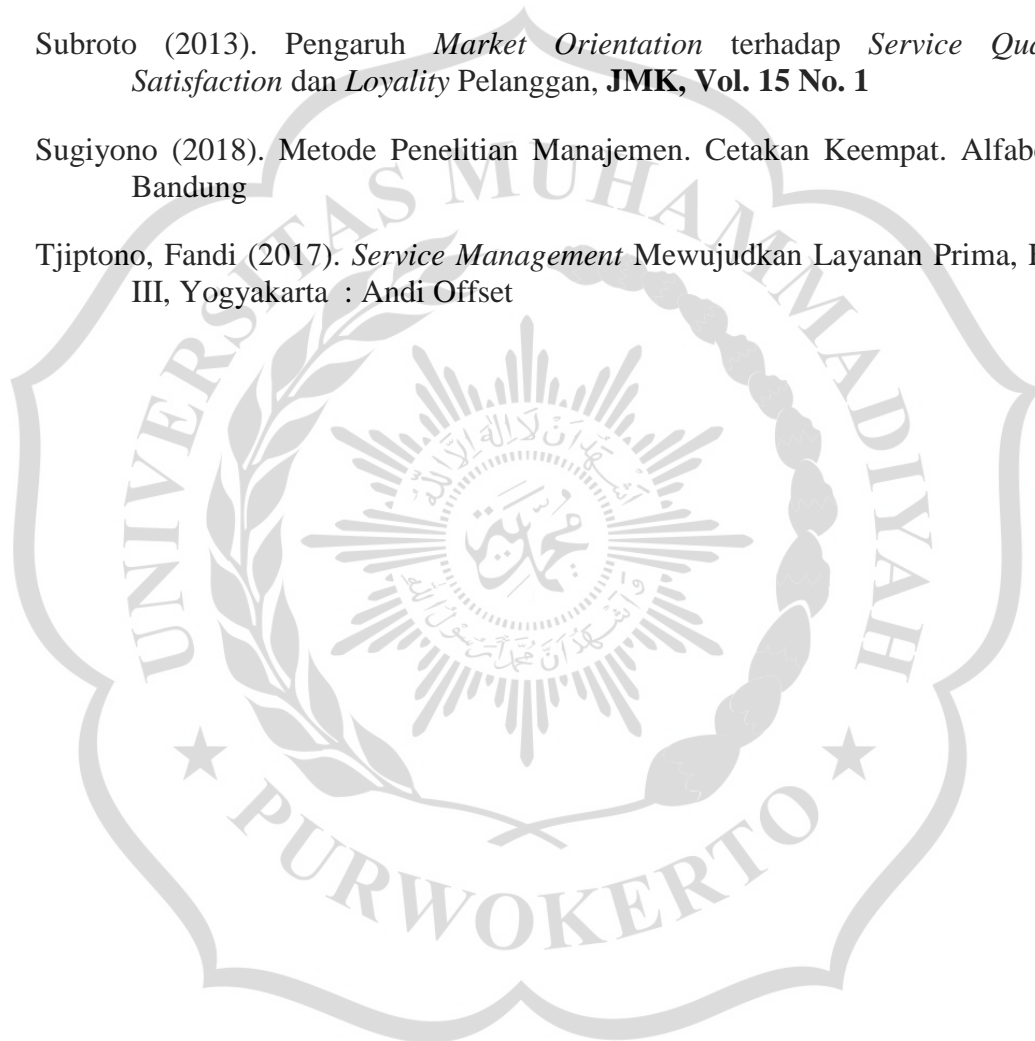 Subroto (2013). Pengaruh Market Orientation terhadap Service
Satisfaction dan Loyality Pelanggan, JMK, Vol. 15 No. 1
Sugiyono (2018). Metode Penelitian Manajemen. Cetakan Keempat.
Bandung
Tjiptono, Fandi (2017). Service Management Mewujudkan Layanan Prima,
III, Yogyakarta : Andi Offset
UNIVERSITAS MUHAMMADIYAH
PURWOKERTO